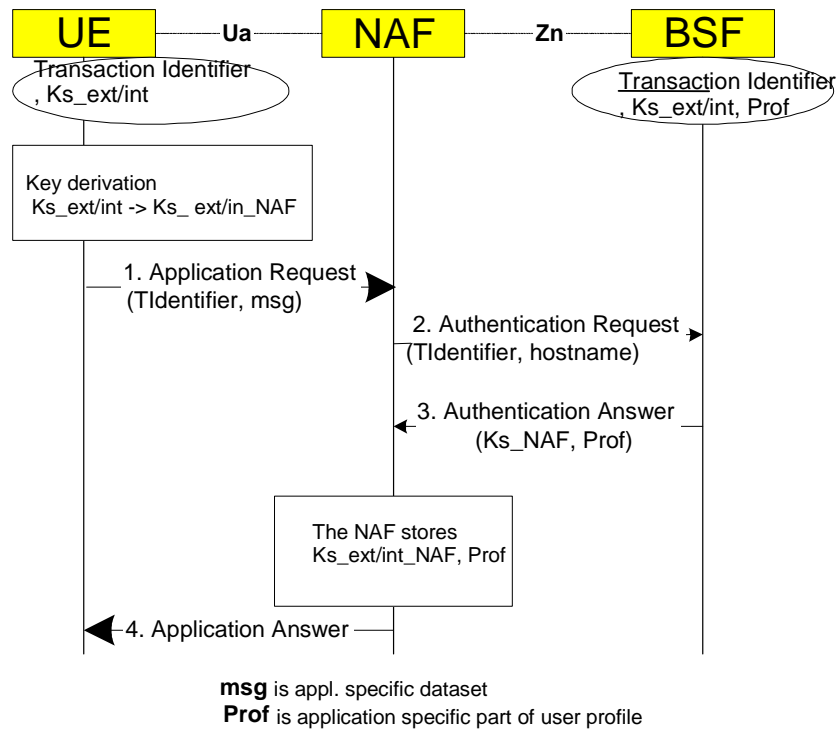 UE Ua NAF Zn BSF
Transaction Identifier
, Ks_ext/int
Transaction Identifier
, Ks_ext/int, Prof
Key derivation
Ks_ext/int -> Ks_ ext/in_NAF
1. Application Request
(TIdentifier, msg)
2. Authentication Request
(TIdentifier, hostname)
3. Authentication Answer
(Ks_NAF, Prof)
The NAF stores
Ks_ext/int_NAF, Prof
4. Application Answer
msg is appl. specific dataset
Prof is application specific part of user profile